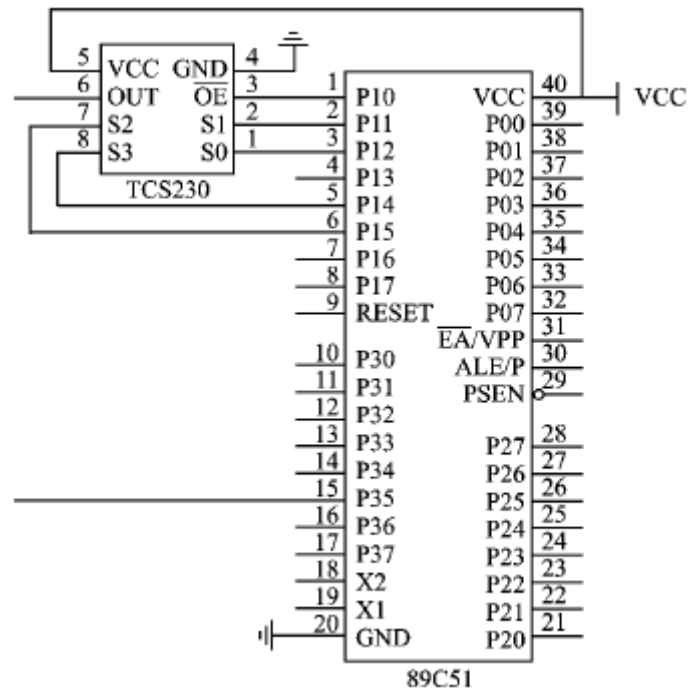 5 VCC GND 4
6 OUT O̅E̅ 3
7 S2 S1 2
8 S3 S0 1
TCS230
1 P10 VCC 40 VCC
2 P11 P00 39
3 P12 P01 38
4 P13 P02 37
5 P14 P03 36
6 P15 P04 35
7 P16 P05 34
8 P17 P06 33
9 RESET P07 32
E̅A̅/VPP 31
10 P30 ALE/P 30
11 P31 PSEN 29
12 P32
13 P33 P27 28
14 P34 P26 27
15 P35 P25 26
16 P36 P24 25
17 P37 P23 24
18 X2 P22 23
19 X1 P21 22
20 GND P20 21
89C51